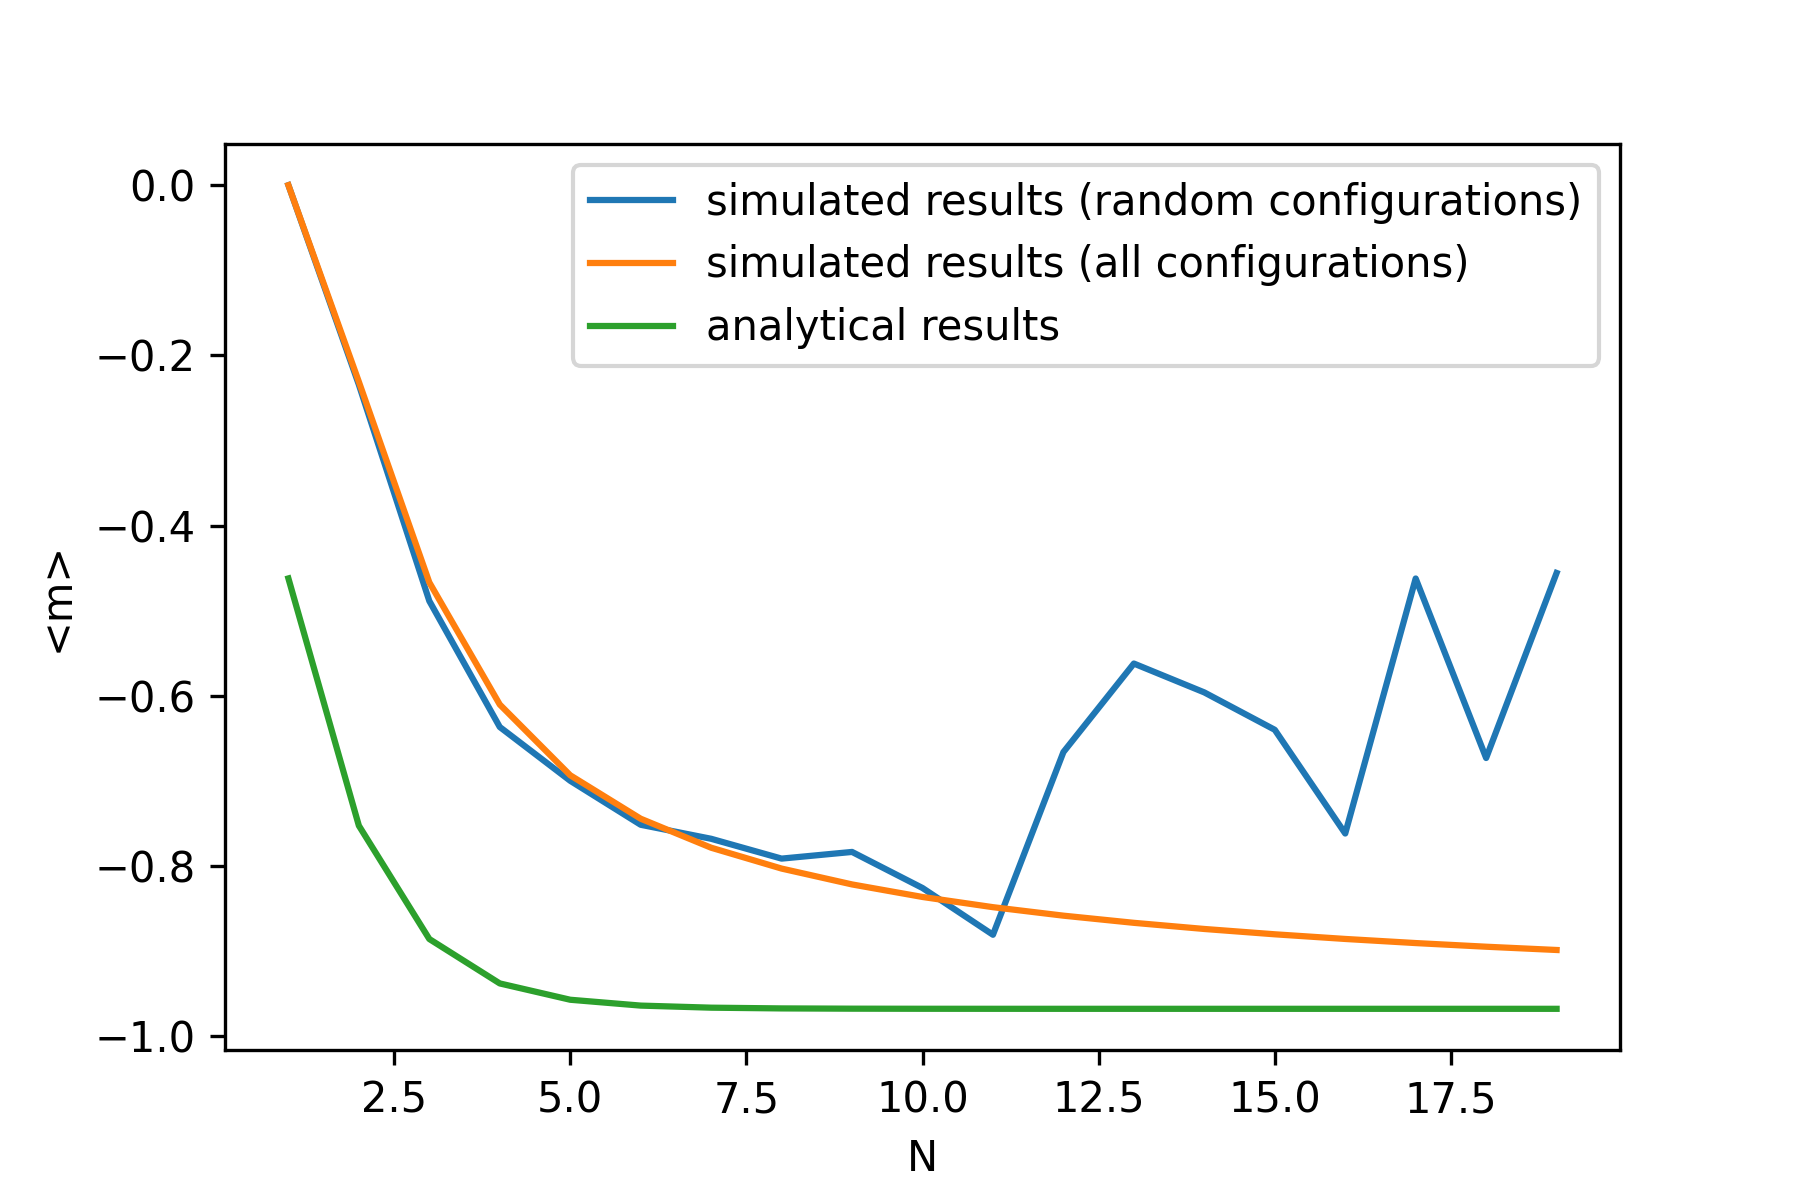 simulated results (random configurations)
simulated results (all configurations)
analytical results
0.0
−0.2
−0.4
−0.6
−0.8
−1.0
<m>
2.5 5.0 7.5 10.0 12.5 15.0 17.5
N